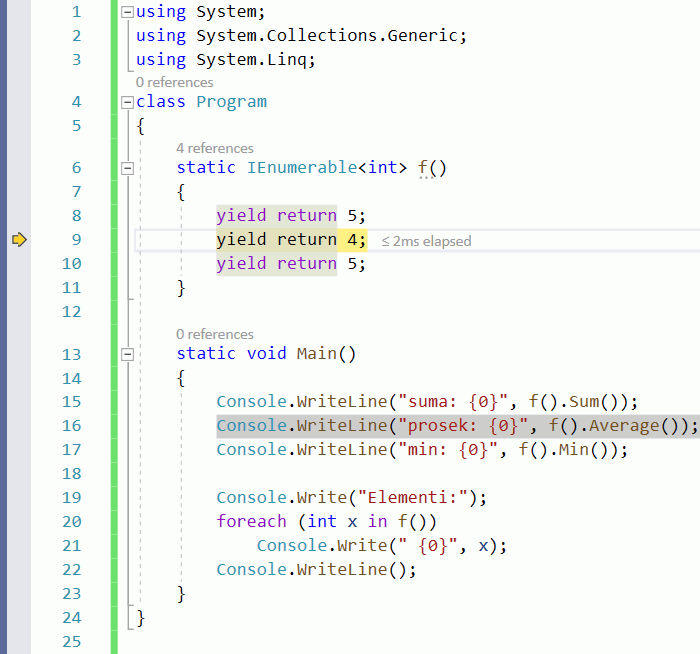 1 using System;
2 using System.Collections.Generic;
3 using System.Linq;
0 references
4 class Program
5 {
4 references
6 static IEnumerable<int> f()
7 {
8 yield return 5;
9 yield return 4; ≤ 2ms elapsed
10 yield return 5;
11 }
12
0 references
13 static void Main()
14 {
15 Console.WriteLine("suma: {0}", f().Sum());
16 Console.WriteLine("prosek: {0}", f().Average());
17 Console.WriteLine("min: {0}", f().Min());
18
19 Console.Write("Elementi:");
20 foreach (int x in f())
21 Console.Write(" {0}", x);
22 Console.WriteLine();
23 }
24 }
25